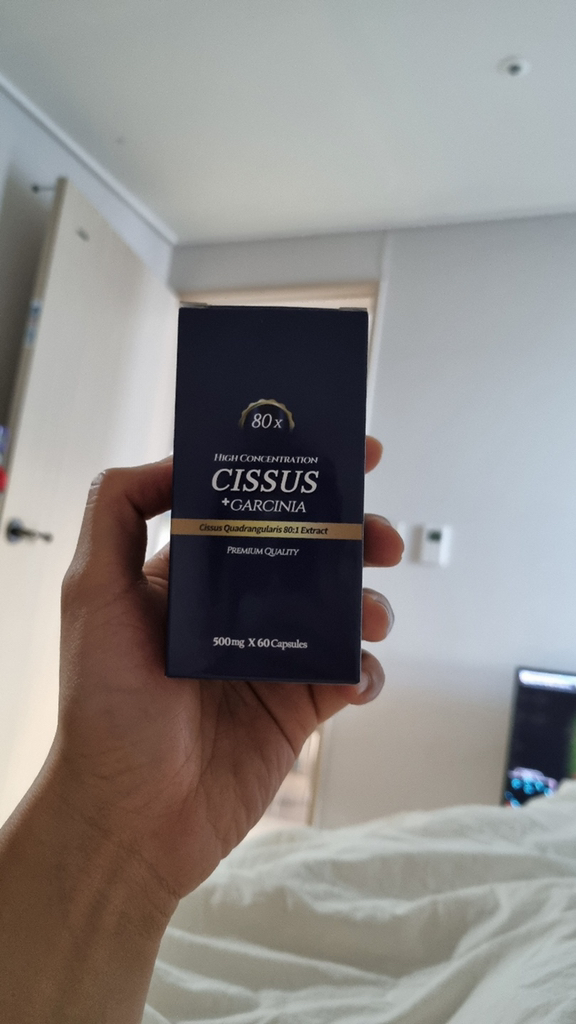 80x
HIGH CONCENTRATION
CISSUS
+GARCINIA
Cissus Quadrangularis 80:1 Extract
PREMIUM QUALITY
500mg X 60 Capsules